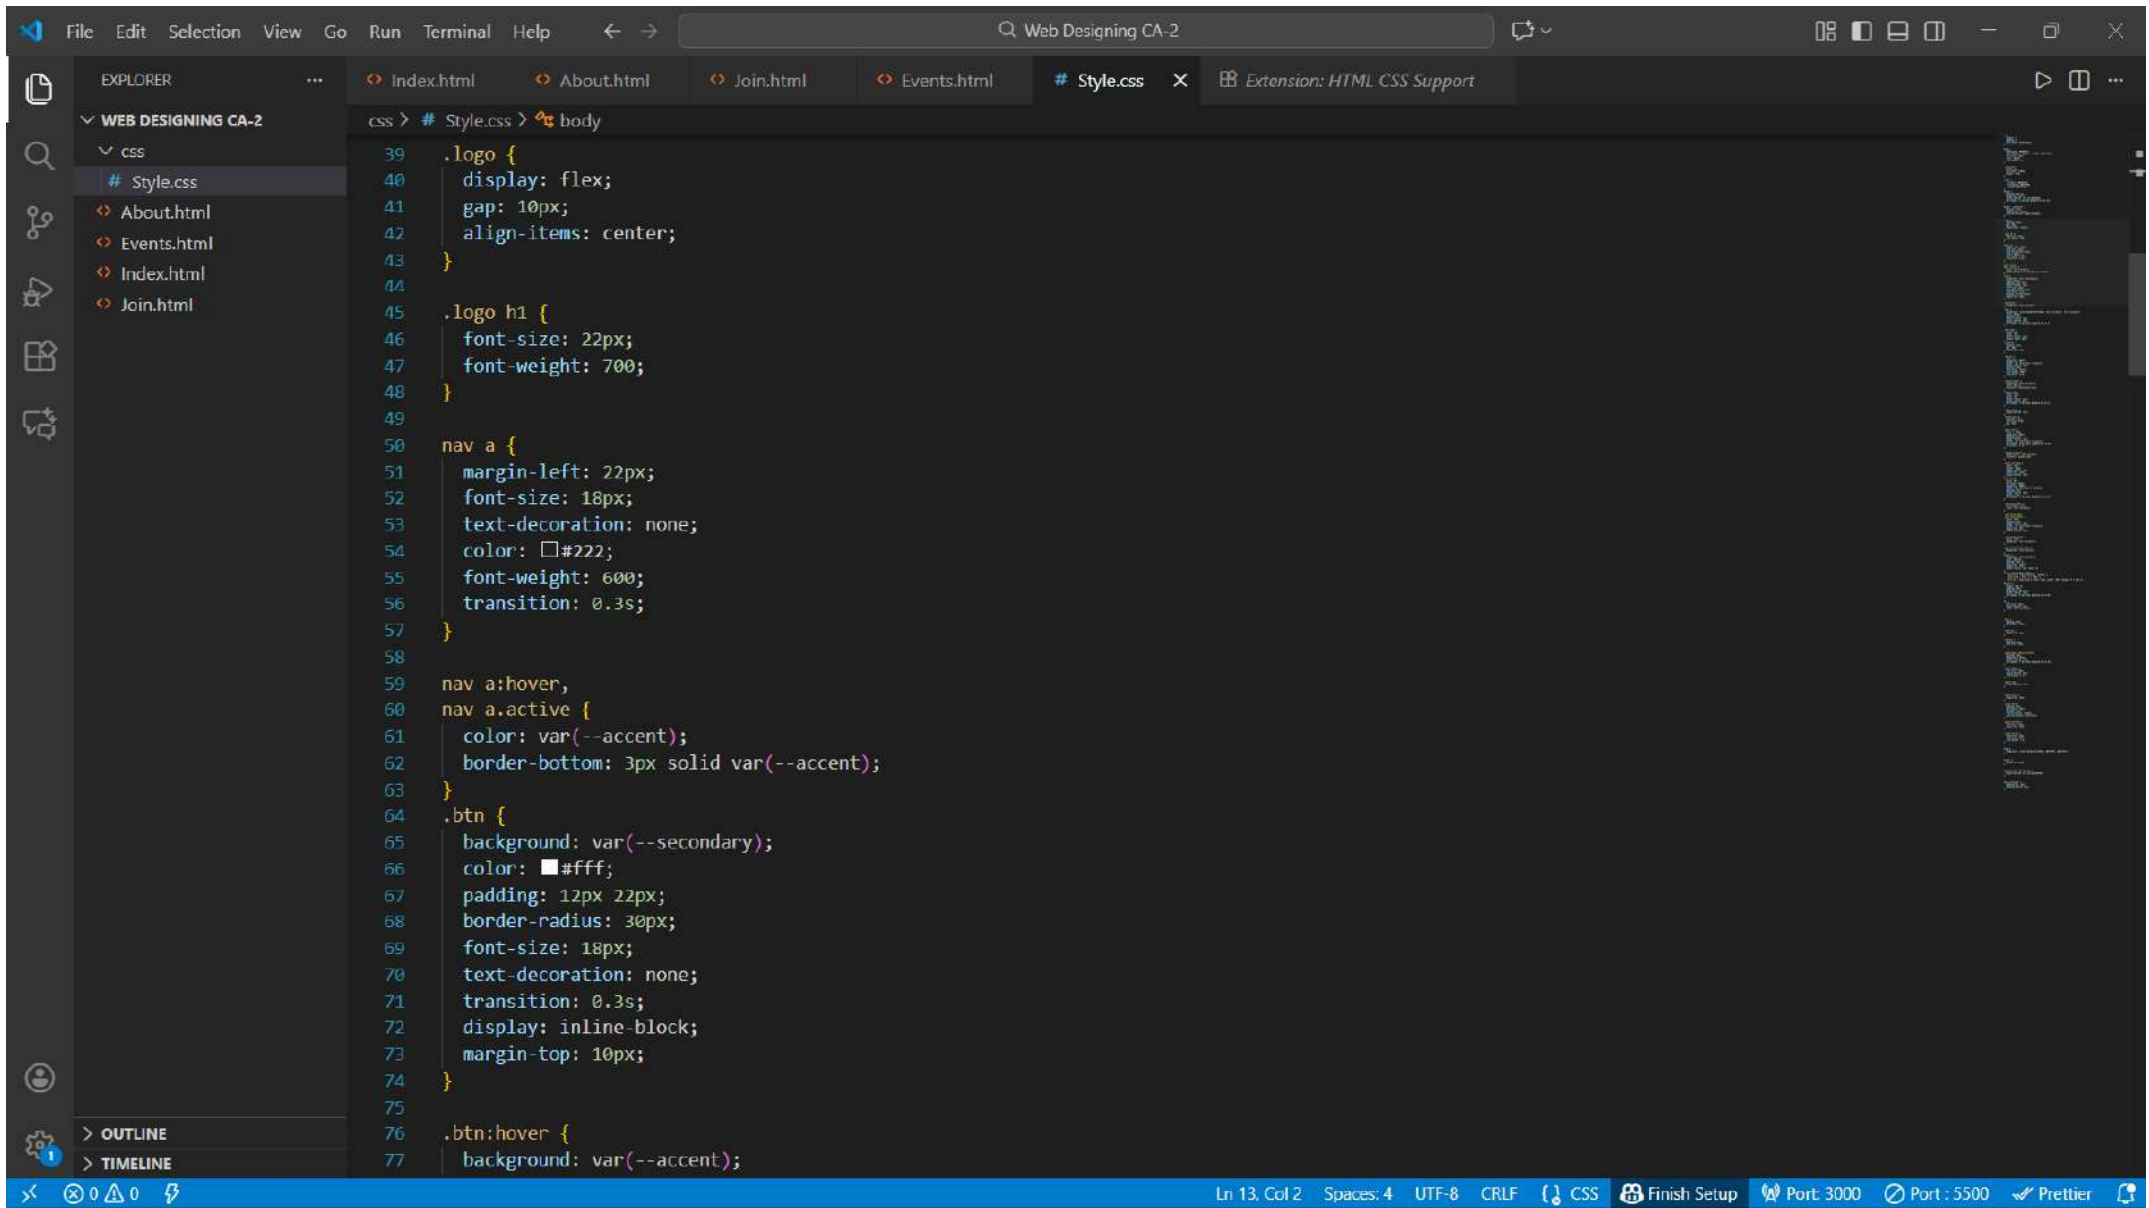 File Edit Selection View Go Run Terminal Help
Web Designing CA-2
EXPLORER
Index.html
About.html
Join.html
Events.html
# Style.css
Extension: HTML CSS Support
WEB DESIGNING CA-2
css
# Style.css
About.html
Events.html
Index.html
Join.html
OUTLINE
TIMELINE
css > # Style.css > body
39 .logo {
40 display: flex;
41 gap: 10px;
42 align-items: center;
43 }
44
45 .logo h1 {
46 font-size: 22px;
47 font-weight: 700;
48 }
49
50 nav a {
51 margin-left: 22px;
52 font-size: 18px;
53 text-decoration: none;
54 color: #222;
55 font-weight: 600;
56 transition: 0.3s;
57 }
58
59 nav a:hover,
60 nav a.active {
61 color: var(--accent);
62 border-bottom: 3px solid var(--accent);
63 }
64 .btn {
65 background: var(--secondary);
66 color: #fff;
67 padding: 12px 22px;
68 border-radius: 30px;
69 font-size: 18px;
70 text-decoration: none;
71 transition: 0.3s;
72 display: inline-block;
73 margin-top: 10px;
74 }
75
76 .btn:hover {
77 background: var(--accent);
1
0 0
Ln 13, Col 2 Spaces: 4 UTF-8 CRLF {} CSS Finish Setup Port: 3000 Port : 5500 Prettier